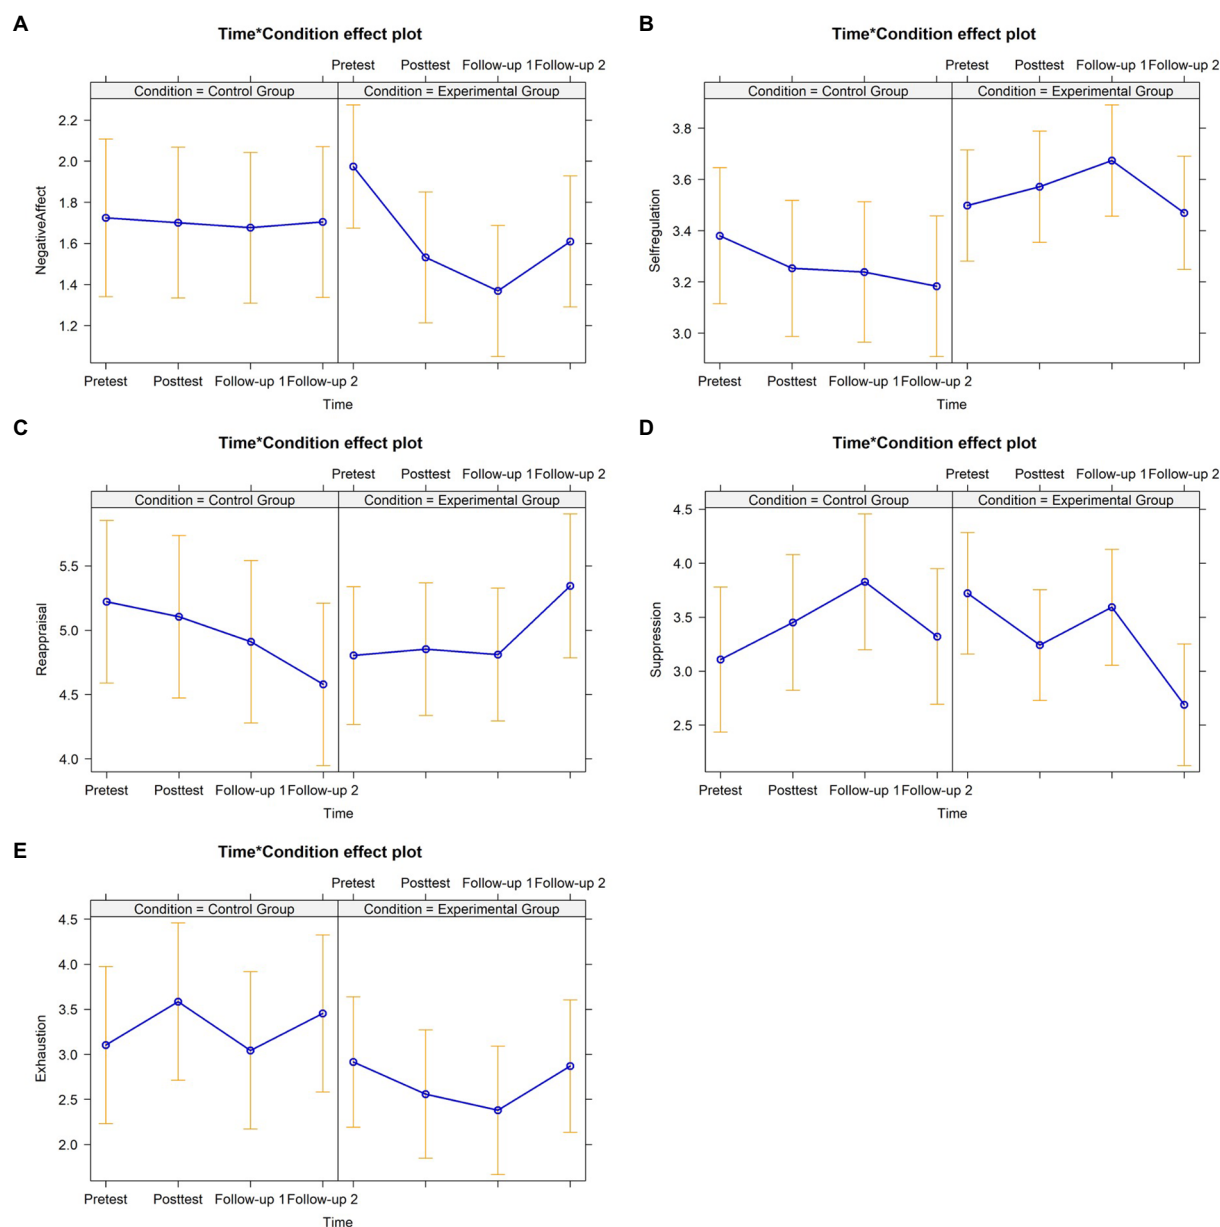 A
Time*Condition effect plot
Pretest Posttest Follow-up 1 Follow-up 2
Condition = Control Group Condition = Experimental Group
NegativeAffect
2.2
2.0
1.8
1.6
1.4
1.2
Pretest Posttest Follow-up 1 Follow-up 2
Time
B
Time*Condition effect plot
Pretest Posttest Follow-up 1 Follow-up 2
Condition = Control Group Condition = Experimental Group
Selfregulation
3.8
3.6
3.4
3.2
3.0
Pretest Posttest Follow-up 1 Follow-up 2
Time
C
Time*Condition effect plot
Pretest Posttest Follow-up 1 Follow-up 2
Condition = Control Group Condition = Experimental Group
Reappraisal
5.5
5.0
4.5
4.0
Pretest Posttest Follow-up 1 Follow-up 2
Time
D
Time*Condition effect plot
Pretest Posttest Follow-up 1 Follow-up 2
Condition = Control Group Condition = Experimental Group
Suppression
4.5
4.0
3.5
3.0
2.5
Pretest Posttest Follow-up 1 Follow-up 2
Time
E
Time*Condition effect plot
Pretest Posttest Follow-up 1 Follow-up 2
Condition = Control Group Condition = Experimental Group
Exhaustion
4.5
4.0
3.5
3.0
2.5
2.0
Pretest Posttest Follow-up 1 Follow-up 2
Time